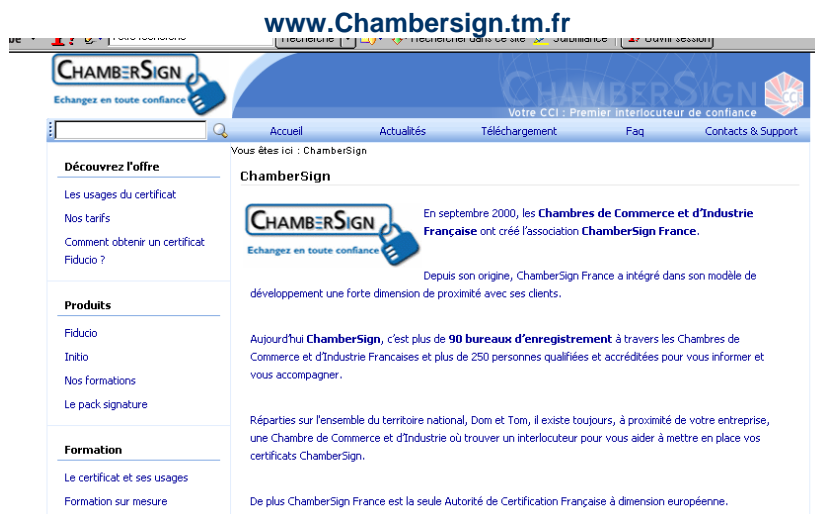 www.Chambersign.tm.fr
Recherche
Rechercher dans ce site
Ouvrir session
CHAMBERSIGN
Echangez en toute confiance
CHAMBERSIGN
CCI
Votre CCI : Premier interlocuteur de confiance
Accueil Actualités Téléchargement Faq Contacts & Support
Vous êtes ici : ChamberSign
Découvrez l'offre
Les usages du certificat
Nos tarifs
Comment obtenir un certificat
Fiducio ?
Produits
Fiducio
Initio
Nos formations
Le pack signature
Formation
Le certificat et ses usages
Formation sur mesure
ChamberSign
CHAMBERSIGN
Echangez en toute confiance
En septembre 2000, les Chambres de Commerce et d'Industrie
Française ont créé l'association ChamberSign France.
Depuis son origine, ChamberSign France a intégré dans son modèle de
développement une forte dimension de proximité avec ses clients.
Aujourd'hui ChamberSign, c'est plus de 90 bureaux d'enregistrement à travers les Chambres de
Commerce et d'Industrie Francaises et plus de 250 personnes qualifiées et accréditées pour vous informer et
vous accompagner.
Réparties sur l'ensemble du territoire national, Dom et Tom, il existe toujours, à proximité de votre entreprise,
une Chambre de Commerce et d'Industrie où trouver un interlocuteur pour vous aider à mettre en place vos
certificats ChamberSign.
De plus ChamberSign France est la seule Autorité de Certification Française à dimension européenne.